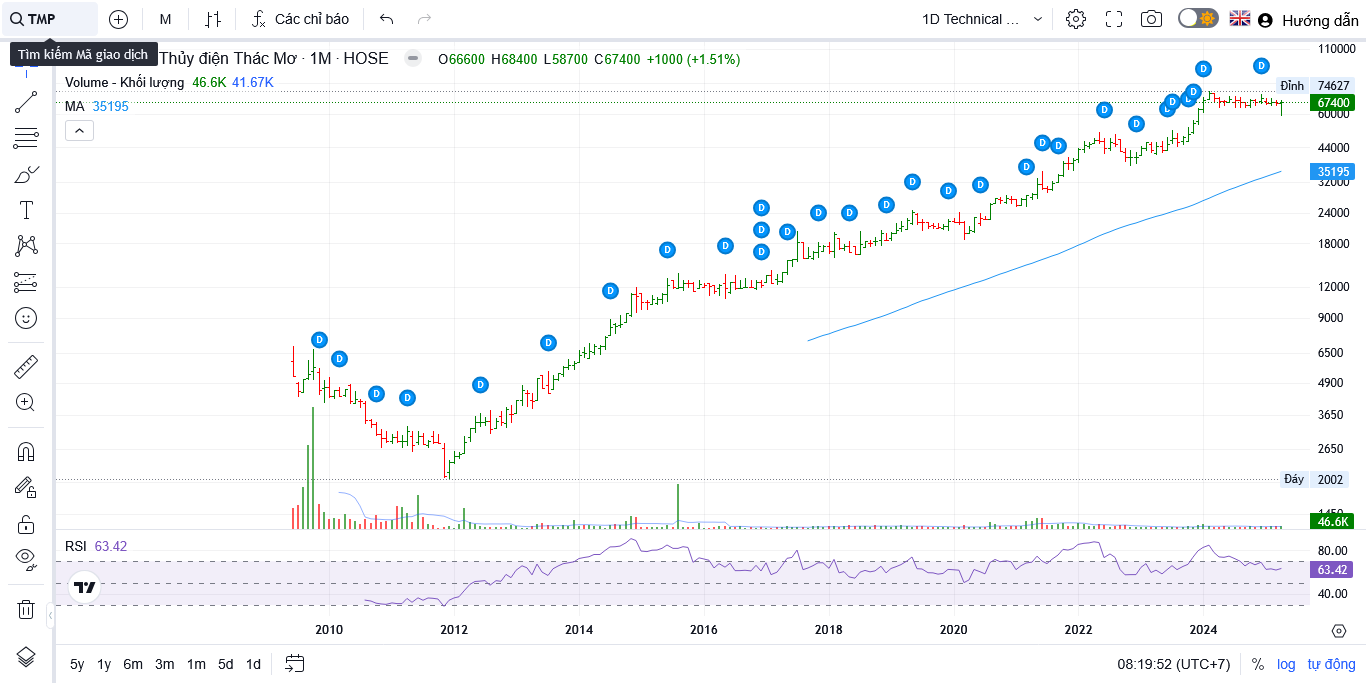 TMP
M
Các chỉ báo
1D Technical ...
Hướng dẫn
Tìm kiếm Mã giao dịch
Thủy điện Thác Mơ · 1M · HOSE
O66600 H68400 L58700 C67400 +1000 (+1.51%)
Volume - Khối lượng 46.6K 41.67K
MA 35195
110000
Đỉnh 74627
67400
60000
44000
35195
32000
24000
18000
12000
9000
6500
4900
3650
2650
Đáy 2002
1450
46.6K
D D D D D D D D D D D D D D D D D D D D D D D D D D D D D D
RSI 63.42
80.00
63.42
40.00
2010 2012 2014 2016 2018 2020 2022 2024
5y 1y 6m 3m 1m 5d 1d
08:19:52 (UTC+7) % log tự động